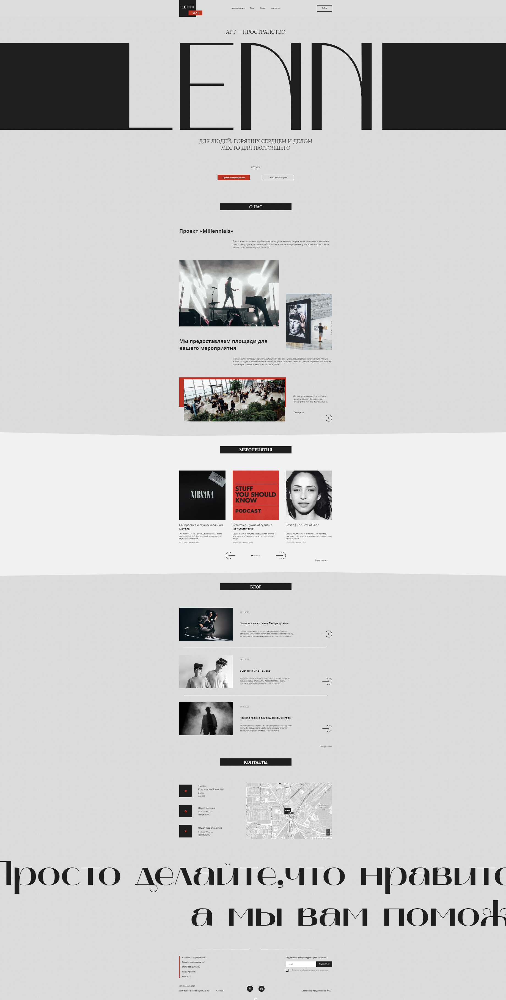 LENNI
ART
Мероприятия Блог О нас Контакты
Войти
АРТ — ПРОСТРАНСТВО
LENNI
ДЛЯ ЛЮДЕЙ, ГОРЯЩИХ СЕРДЦЕМ И ДЕЛОМ
МЕСТО ДЛЯ НАСТОЯЩЕГО
Я ХОЧУ:
Провести мероприятие
Стать арендатором
О НАС
Проект «Millennials»
Вдохновлен молодыми идейными людьми, увлеченными творчеством, эмоциями и желанием
сделать мир лучше, проявить себя. У них есть талант и стремление, у нас возможность помочь
им воплотить их мечту в реальность.
Мы предоставляем площади для
вашего мероприятия
И оказываем помощь с организацией, если вам это нужно. Наша цель: вовлечь в культурную
жизнь города как можно больше людей, помочь молодым ребятам сделать первые шаги к своей
мечте и рассказать всем о том, что их волнует.
Мы уже успешно организовали и
провели более 100 проектов.
Посмотрите, как это было классно.
Смотреть
МЕРОПРИЯТИЯ
NIRVANA
STUFF
YOU SHOULD
KNOW
PODCAST
Собираемся и слушаем альбом
Nirvana
Это третий альбом группы, выпущенный после
смерти Курта Кобейна и первый, содержащий
студийный материал.
07.12.2026 | начало 14:00
Есть тема, нужно обсудить с
HowStuffWorks
Один из самых популярных подкастов в мире. В
нём авторы объясняют, как устроены разные
вещи.
14.12.2026 | начало 14:30
Вечер | The Best of Sade
Музыка группы имеет эклектичный характер,
сочетая в себе элементы музыки соул, джаза, ритм-
блюза и фанка.
16.12.2026 | начало 16:00
Смотреть все
БЛОГ
25.11.2026
Фотосессия в стенах Театра драмы
Организовывая фотосессию для локального бренда
одежды мы смогли воплотить все пожелания заказчика и у
нас получилась отличная работа. Смотрите как это было
04.11.2026
Выставка VR в Томске
Клуб виртуальной реальности - это другие миры, яркие
эмоции, новый опыт, ... Мы предоставляем нашим
клиентам лучший игровой VR-опыт в Томске.
31.10.2026
Rocking radio в заброшенном ангаре
15 электрогенераторов, километры проводов и пару тонн
света. Все это для того, чтобы организовать лучшую
вечеринку года для ребят из Новосибирска.
Смотреть все
КОНТАКТЫ
Томск,
Красноармейская 146
2 этаж
оф. 206
Отдел аренды
8 (3822) 90-72-56
idat@tusur.ru
Отдел мероприятий
8 (3822) 90-72-56
idat@tusur.ru
LENNI
Просто делайте,что нравитс
а мы вам помож
Календарь мероприятий
Провести мероприятие
Стать арендатором
Наши проекты
Контакты
Подпишись и будь в курсе происходящего
Email
Подписаться
Согласие на обработку персональных данных
© Millennials 2026
Политика конфиденциальности
Cookies
Создание и продвижение